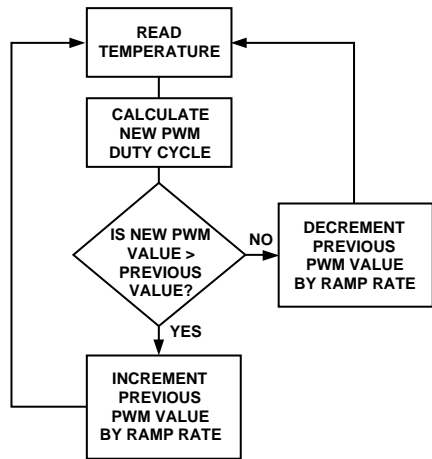 READ
TEMPERATURE
CALCULATE
NEW PWM
DUTY CYCLE
IS NEW PWM
VALUE >
PREVIOUS
VALUE?
NO
DECREMENT
PREVIOUS
PWM VALUE
BY RAMP RATE
YES
INCREMENT
PREVIOUS
PWM VALUE
BY RAMP RATE